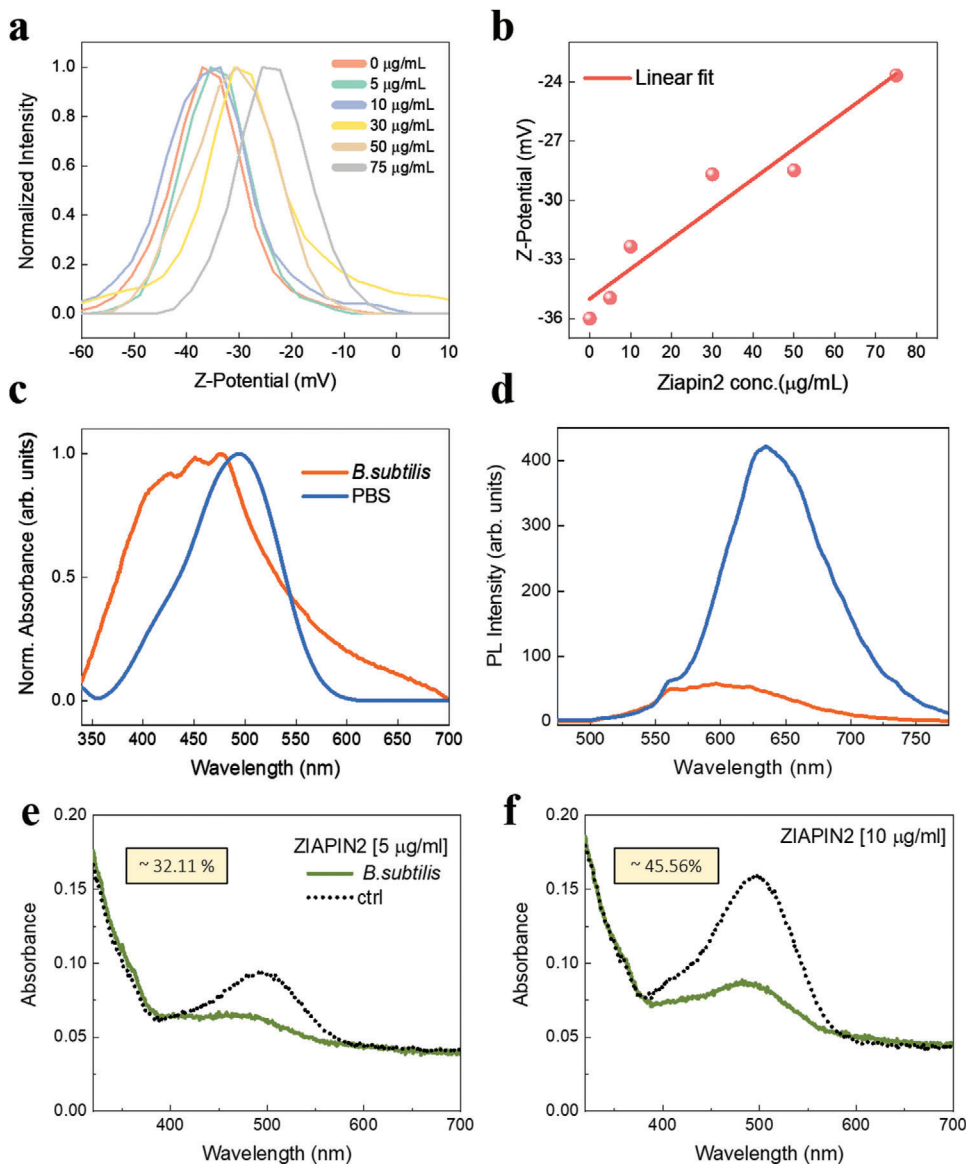 a
1.0
0.8
0.6
0.4
0.2
0.0
Normalized Intensity
0 μg/mL
5 μg/mL
10 μg/mL
30 μg/mL
50 μg/mL
75 μg/mL
-60 -50 -40 -30 -20 -10 0 10
Z-Potential (mV)
b
Linear fit
-24
-27
-30
-33
-36
Z-Potential (mV)
0 10 20 30 40 50 60 70 80
Ziapin2 conc.(μg/mL)
c
1.0
0.5
0.0
Norm. Absorbance (arb. units)
B.subtilis
PBS
350 400 450 500 550 600 650 700
Wavelength (nm)
d
400
300
200
100
50
0
PL Intensity (arb. units)
500 550 600 650 700 750
Wavelength (nm)
e
0.20
0.15
0.10
0.05
0.00
Absorbance
~ 32.11 %
ZIAPIN2 [5 μg/ml]
B.subtilis
ctrl
400 500 600 700
Wavelength (nm)
f
0.20
0.15
0.10
0.05
0.00
Absorbance
~ 45.56%
ZIAPIN2 [10 μg/ml]
400 500 600 700
Wavelength (nm)